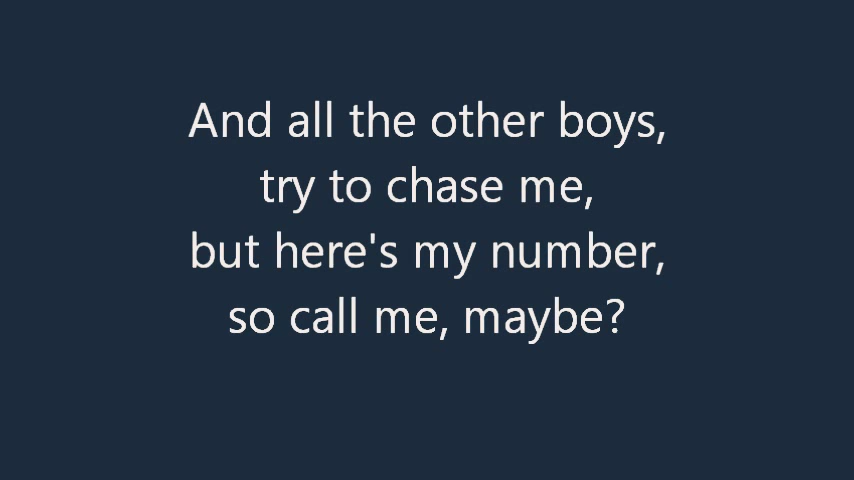 And all the other boys,
try to chase me,
but here's my number,
so call me, maybe?